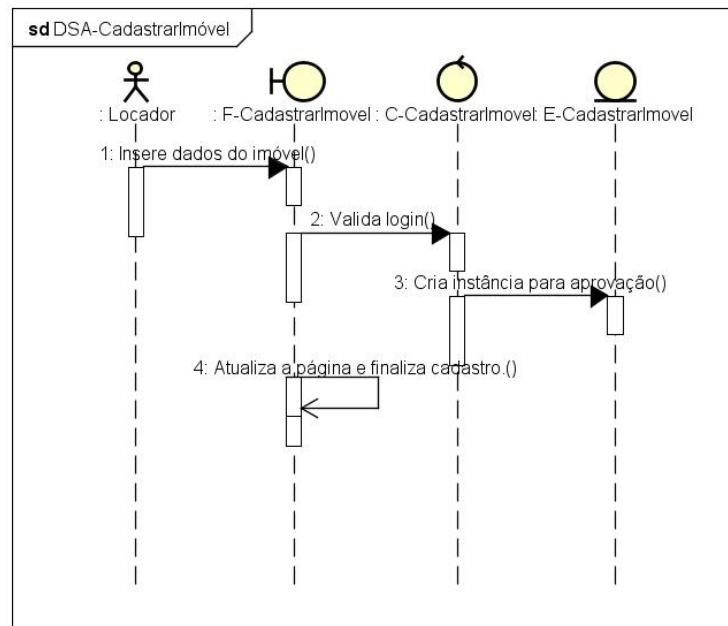 sd DSA-CadastrarImóvel
: Locador : F-CadastrarImovel : C-CadastrarImovel : E-CadastrarImovel
1: Insere dados do imóvel()
2: Valida login()
3: Cria instância para aprovação()
4: Atualiza a página e finaliza cadastro.()